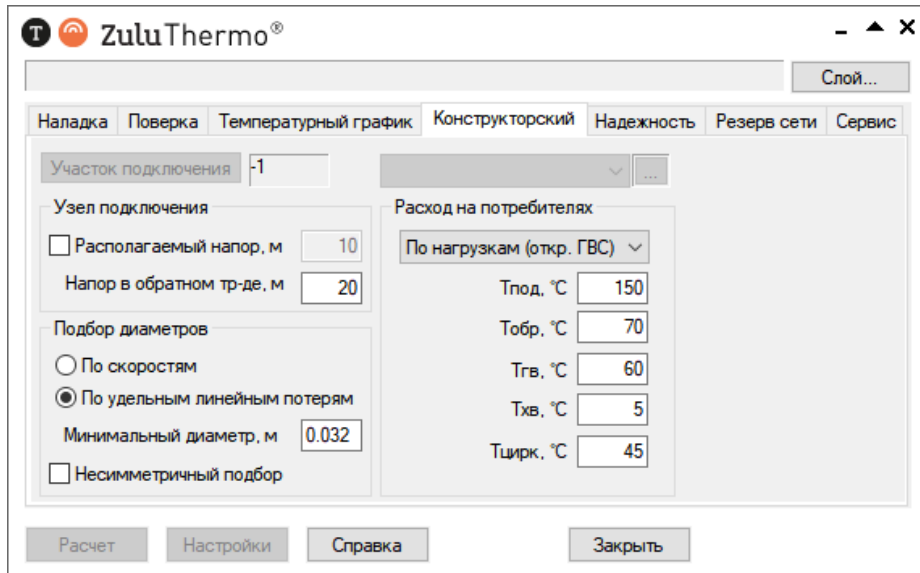 T ZuluThermo®
Слой...
Наладка Поверка Температурный график Конструкторский Надежность Резерв сети Сервис
Участок подключения -1 ...
Узел подключения
Располагаемый напор, м 10
Напор в обратном тр-де, м 20
Подбор диаметров
По скоростям
По удельным линейным потерям
Минимальный диаметр, м 0.032
Несимметричный подбор
Расход на потребителях
По нагрузкам (откр. ГВС)
Тпод, °С 150
Тобр, °С 70
Тгв, °С 60
Тхв, °С 5
Тцирк, °С 45
Расчет Настройки Справка Закрыть